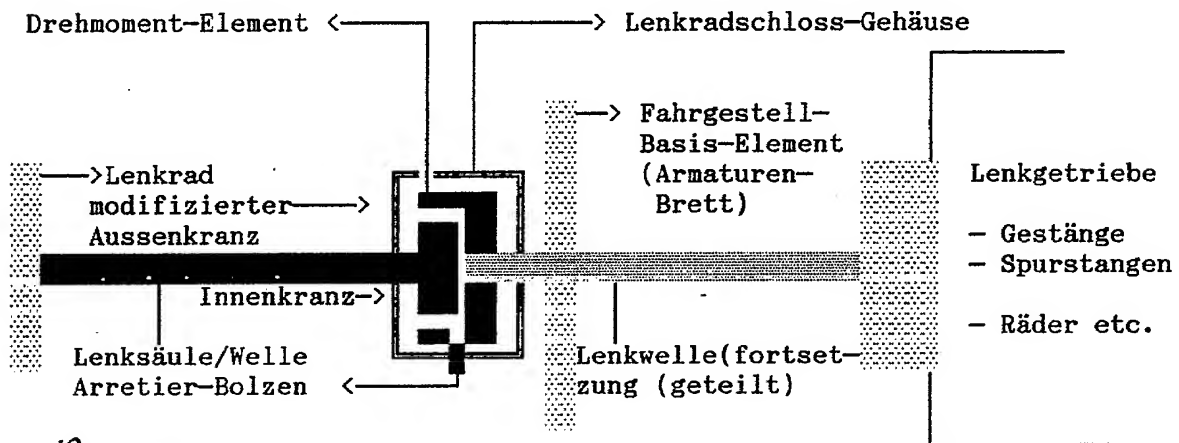 Drehmoment-Element <
> Lenkradschloss-Gehäuse
> Fahrgestell-
Basis-Element
(Armaturen-
Brett)
>Lenkrad
modifizierter >
Aussenkranz
Innenkranz->
Lenksäule/Welle
Arretier-Bolzen <
Lenkwelle(fortset-
zung (geteilt)
Lenkgetriebe
- Gestänge
- Spurstangen
- Räder etc.